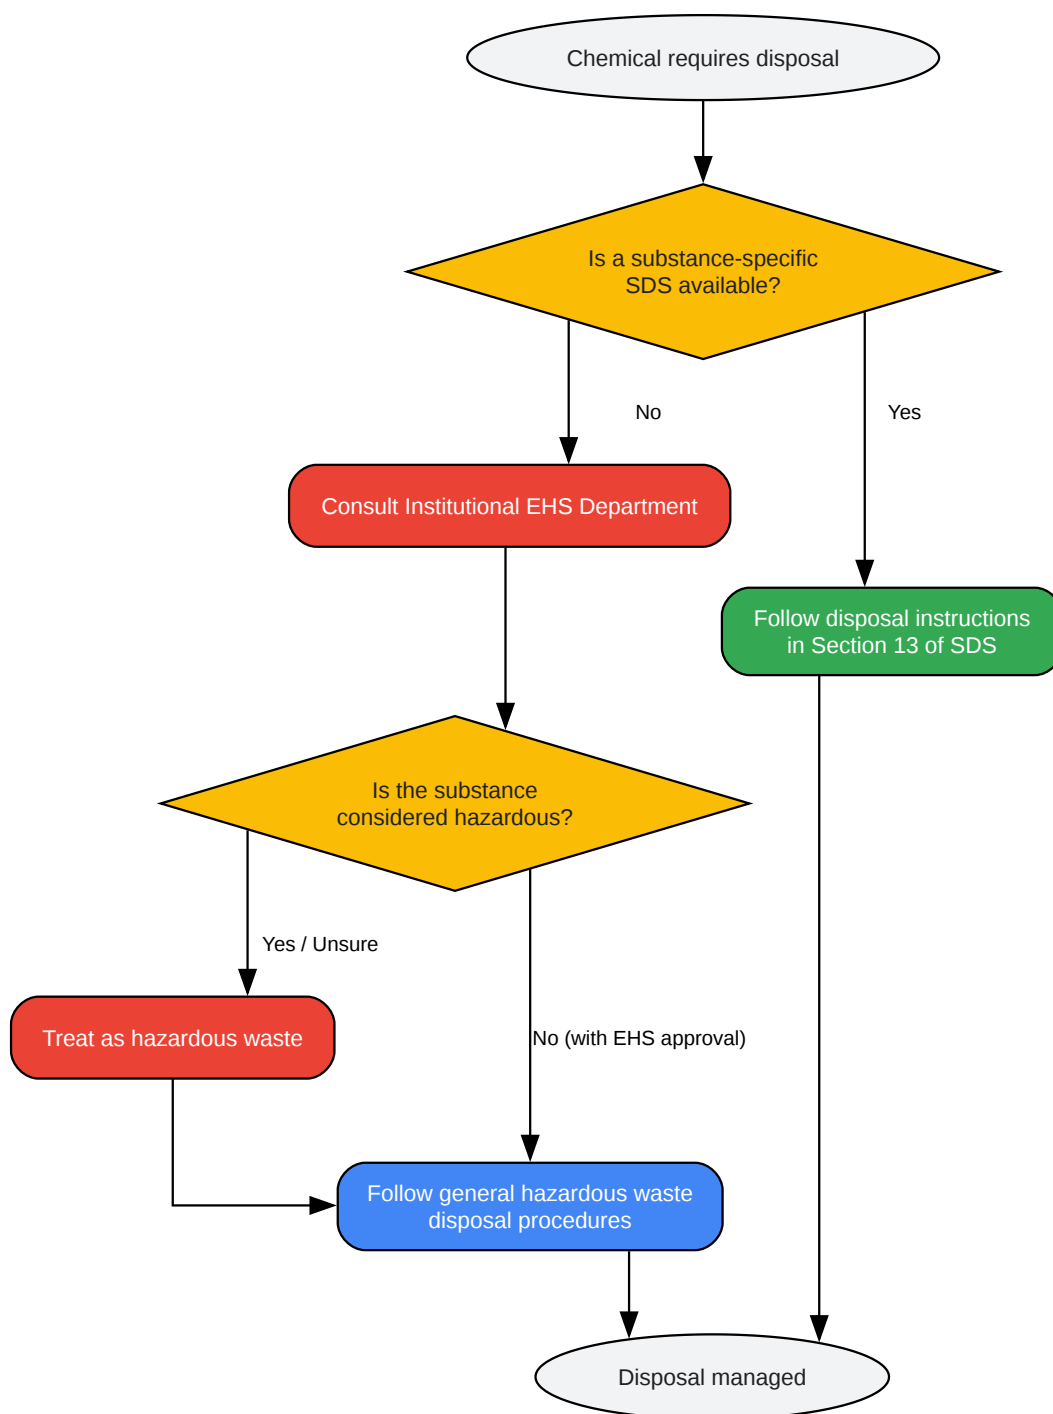 Chemical requires disposal
Is a substance-specific
SDS available?
No
Yes
Consult Institutional EHS Department
Follow disposal instructions
in Section 13 of SDS
Is the substance
considered hazardous?
Yes / Unsure
Treat as hazardous waste
No (with EHS approval)
Follow general hazardous waste
disposal procedures
Disposal managed